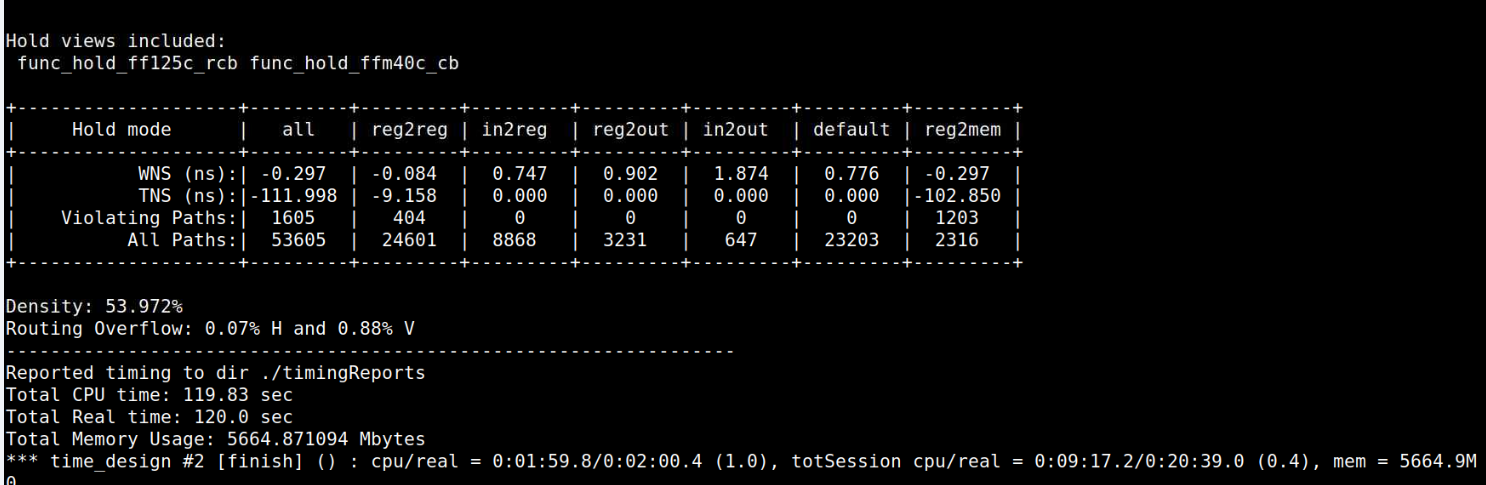 Hold views included:
 func_hold_ff125c_rcb func_hold_ffm40c_cb
+--------------------+---------+---------+---------+---------+---------+---------+---------+
|     Hold mode      |   all   | reg2reg | in2reg  | reg2out | in2out  | default | reg2mem |
+--------------------+---------+---------+---------+---------+---------+---------+---------+
|           WNS (ns):| -0.297  | -0.084  |  0.747  |  0.902  |  1.874  |  0.776  | -0.297  |
|           TNS (ns):|-111.998 | -9.158  |  0.000  |  0.000  |  0.000  |  0.000  |-102.850 |
|    Violating Paths:|  1605   |   404   |    0    |    0    |    0    |    0    |  1203   |
|          All Paths:|  53605  |  24601  |  8868   |  3231   |   647   |  23203  |  2316   |
+--------------------+---------+---------+---------+---------+---------+---------+---------+
Density: 53.972%
Routing Overflow: 0.07% H and 0.88% V
------------------------------------------------------------------
Reported timing to dir ./timingReports
Total CPU time: 119.83 sec
Total Real time: 120.0 sec
Total Memory Usage: 5664.871094 Mbytes
*** time_design #2 [finish] () : cpu/real = 0:01:59.8/0:02:00.4 (1.0), totSession cpu/real = 0:09:17.2/0:20:39.0 (0.4), mem = 5664.9M
0